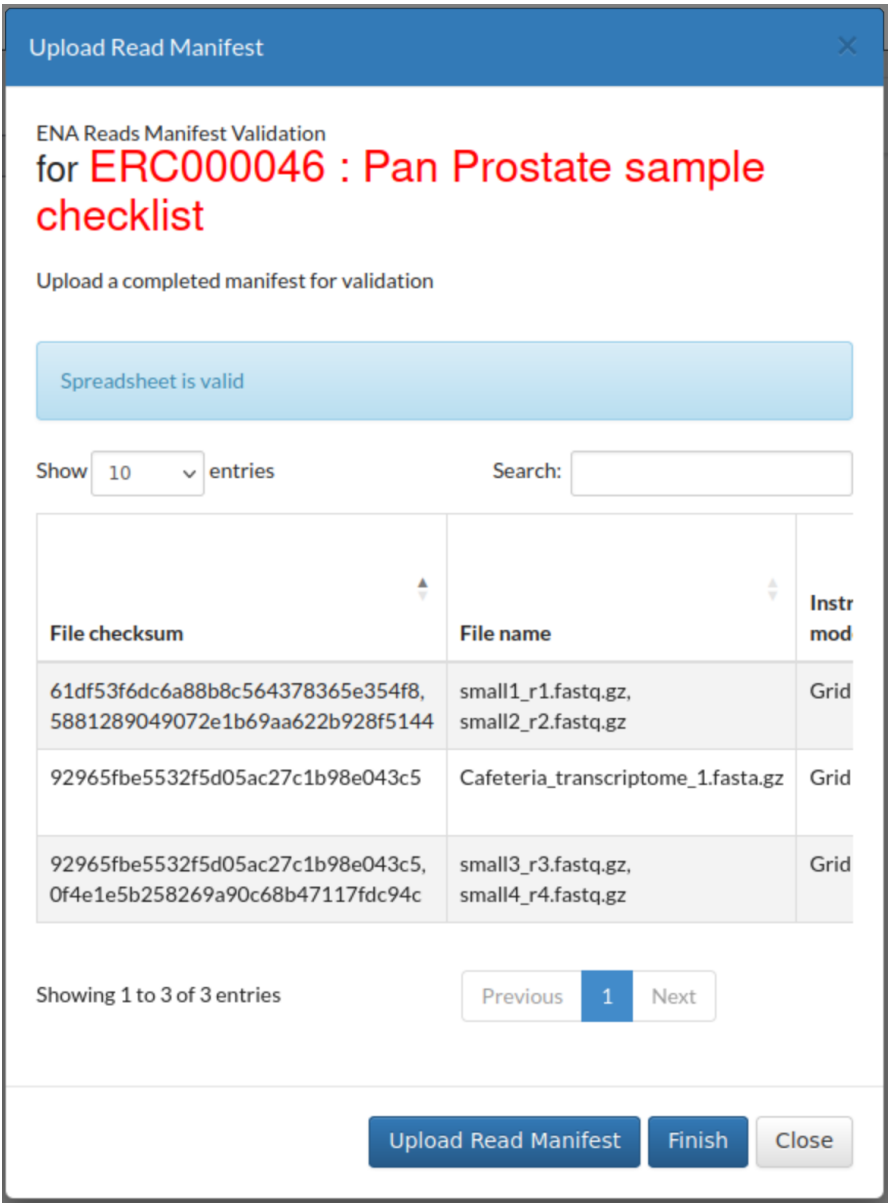 Upload Read Manifest ×
ENA Reads Manifest Validation
for ERC000046 : Pan Prostate sample
checklist
Upload a completed manifest for validation
Spreadsheet is valid
Show 10 entries Search:
File checksum File name Instr
mod
61df53f6dc6a88b8c564378365e354f8, small1_r1.fastq.gz, Grid
5881289049072e1b69aa622b928f5144 small2_r2.fastq.gz
92965fbe5532f5d05ac27c1b98e043c5 Cafeteria_transcriptome_1.fasta.gz Grid
92965fbe5532f5d05ac27c1b98e043c5, small3_r3.fastq.gz, Grid
0f4e1e5b258269a90c68b47117fdc94c small4_r4.fastq.gz
Showing 1 to 3 of 3 entries Previous 1 Next
Upload Read Manifest Finish Close